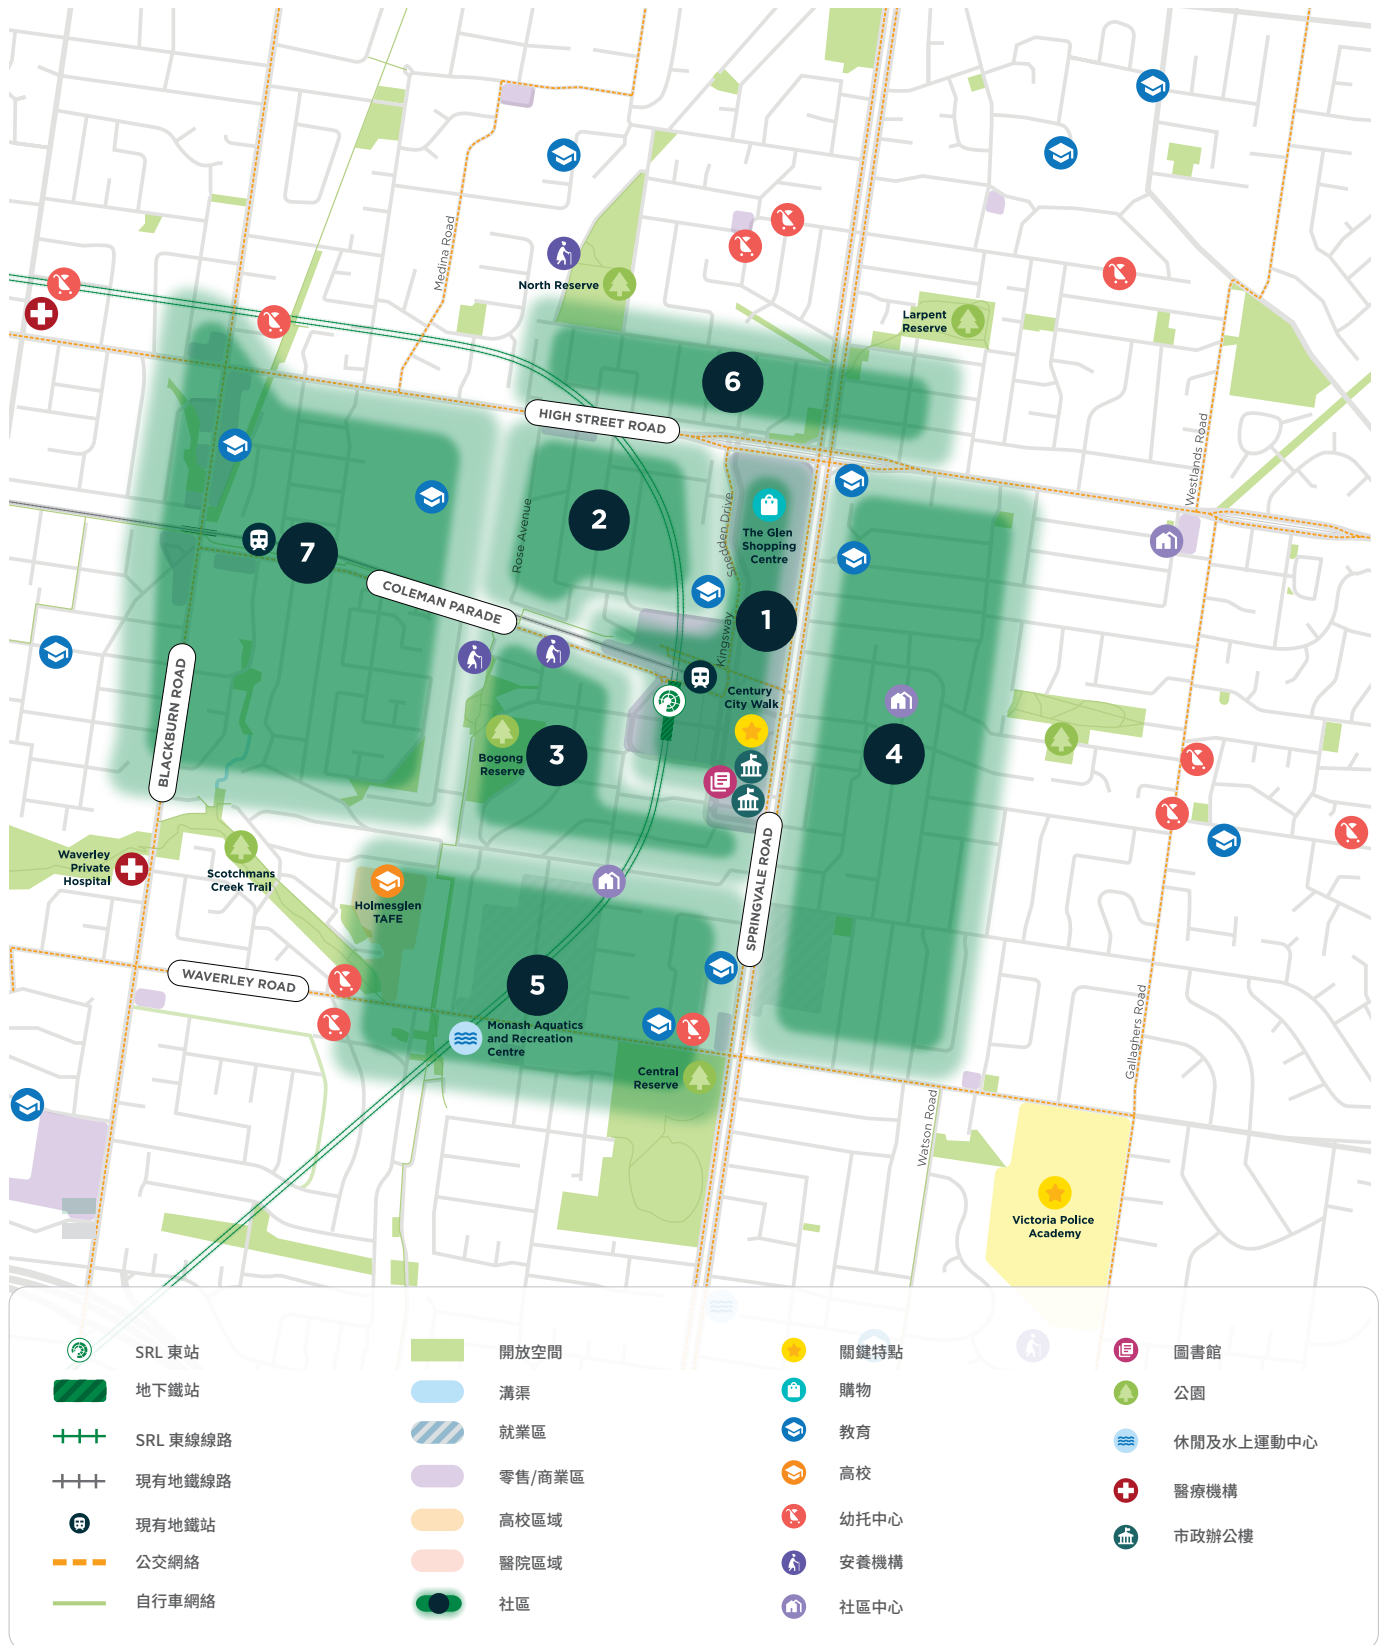 Medina Road
North Reserve
Larpent
Reserve
6
HIGH STREET ROAD
Westlands Road
2
Rose Avenue
Snedden Drive
The Glen
Shopping
Centre
7
COLEMAN PARADE
1
Kingsway
Century
City Walk
BLACKBURN ROAD
Bogong
Reserve
3
4
Waverley
Private
Hospital
Scotchmans
Creek Trail
Holmesglen
TAFE
SPRINGVALE ROAD
WAVERLEY ROAD
5
Monash Aquatics
and Recreation
Centre
Central
Reserve
Gallaghers Road
Watson Road
Victoria Police
Academy
SRL 東站
地下鐵站
SRL 東線線路
現有地鐵線路
現有地鐵站
公交網絡
自行車網絡
開放空間
溝渠
就業區
零售/商業區
高校區域
醫院區域
社區
關鍵特點
購物
教育
高校
幼托中心
安養機構
社區中心
圖書館
公園
休閒及水上運動中心
醫療機構
市政辦公樓